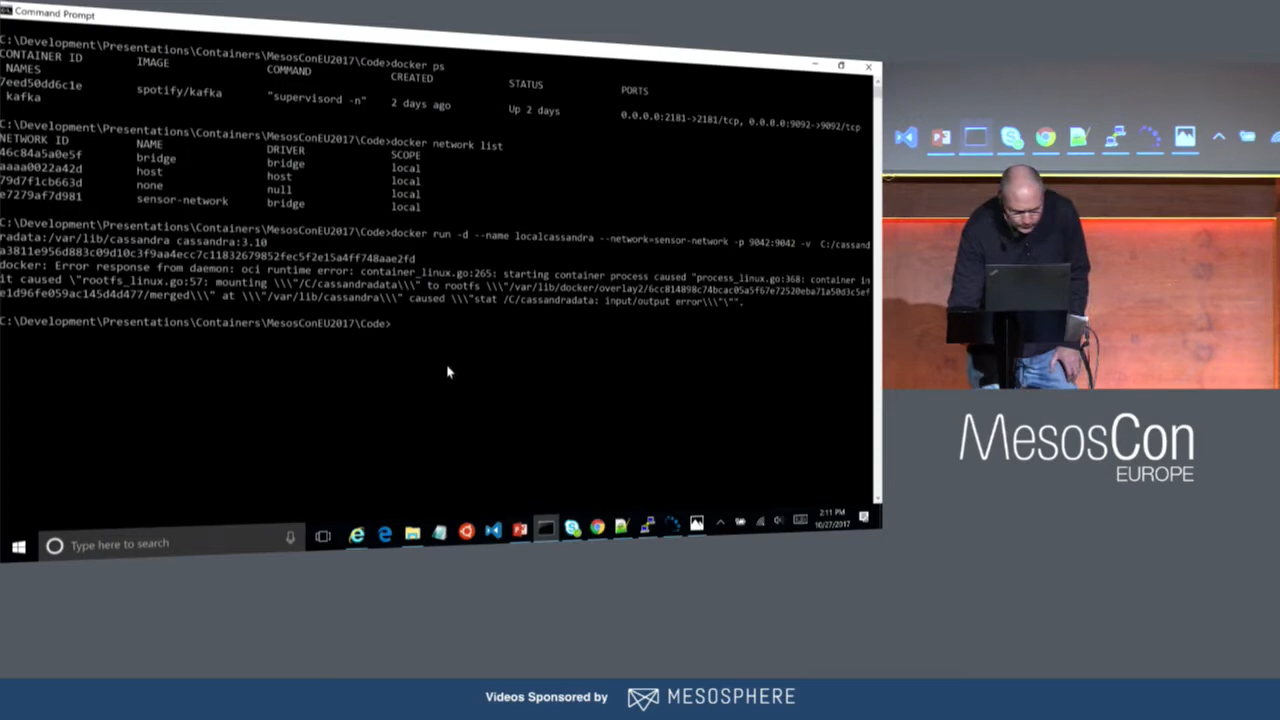 Command Prompt
C:\Development\Presentations\Containers\MesosConEU2017\Code>docker ps
CONTAINER ID IMAGE COMMAND CREATED STATUS PORTS
NAMES
7eed50dd6c1e spotify/kafka "supervisord -n" 2 days ago Up 2 days 0.0.0.0:2181->2181/tcp, 0.0.0.0:9092->9092/tcp
kafka
C:\Development\Presentations\Containers\MesosConEU2017\Code>docker network list
NETWORK ID NAME DRIVER SCOPE
46c84a5a0e5f bridge bridge local
aaaa0022a42d host host local
79d7f1cb663d none null local
e7279af7d981 sensor-network bridge local
C:\Development\Presentations\Containers\MesosConEU2017\Code>docker run -d --name localcassandra --network=sensor-network -p 9042:9042 -v C:/cassand
radata:/var/lib/cassandra cassandra:3.10
a3811e956d883c09d10c3f9aa4ecc7c11832679852fec5f2e15a4ff748aae2fd
docker: Error response from daemon: oci runtime error: container_linux.go:265: starting container process caused "process_linux.go:368: container in
it caused \"rootfs_linux.go:57: mounting \\\"/C/cassandradata\\\" to rootfs \\\"/var/lib/docker/overlay2/6cc814898c74bcac05a5f67e72520eba71a50d3c5ef
e1d96fe059ac145d4d477/merged\\\" at \\\"/var/lib/cassandra\\\" caused \\\"stat /C/cassandradata: input/output error\\\"\"".
C:\Development\Presentations\Containers\MesosConEU2017\Code>
Type here to search
2:11 PM
10/27/2017
MesosCon
EUROPE
Videos Sponsored by MESOSPHERE